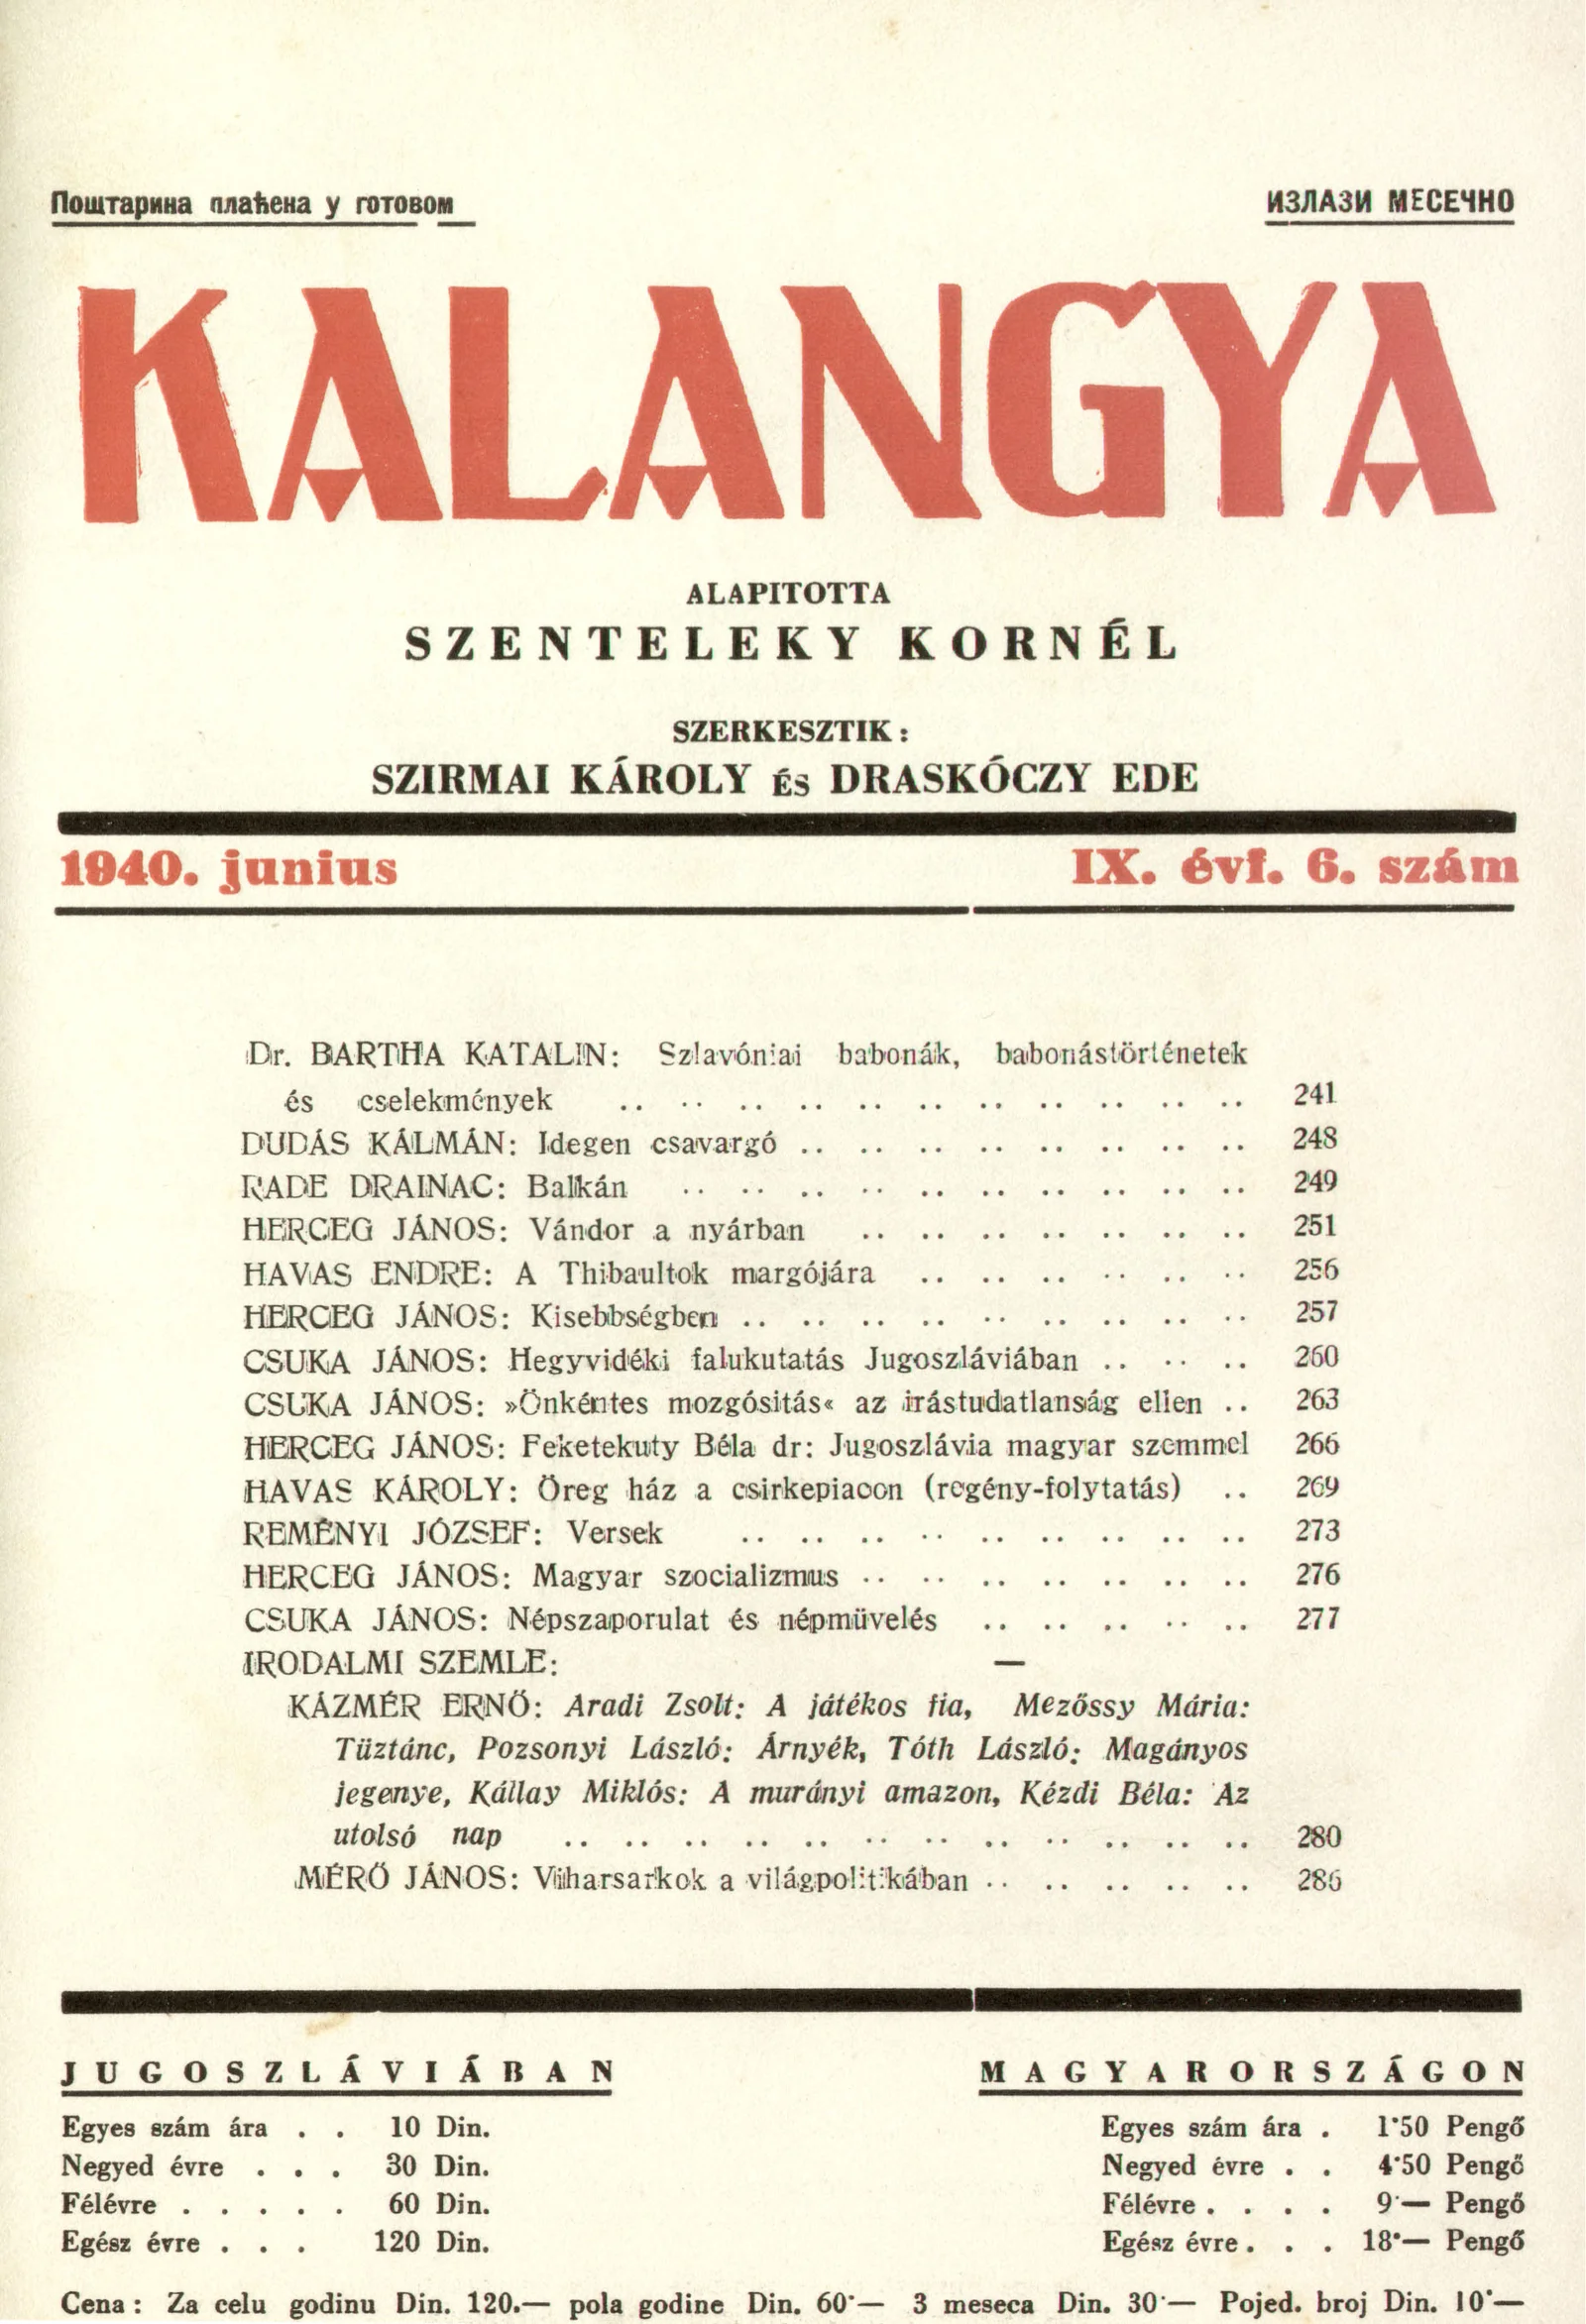 Поштарина плаћена у готовом
ИЗЛАЗИ МЕСЕЧНО
KALANGYA
ALAPITOTTA
SZENTELEKY KORNÉL
SZERKESZTIK:
SZIRMAI KÁROLY és DRASKÓCZY EDE
1940. junius
IX. évf. 6. szám
Dr. BARTHA KATALIN: Szlavóniai babonák, babonástörténetek
és cselekmények .. .. .. .. .. .. .. .. .. .. .. 241
DUDÁS KÁLMÁN: Idegen csavargó .. .. .. .. .. .. .. .. 248
RADE DRAINAC: Balkán .. .. .. .. .. .. .. .. .. .. 249
HERCEG JÁNOS: Vándor a nyárban .. .. .. .. .. .. .. 251
HAVAS ENDRE: A Thibaultok margójára .. .. .. .. .. .. 256
HERCEG JÁNOS: Kisebbségben .. .. .. .. .. .. .. .. .. 257
CSUKA JÁNOS: Hegyvidéki falukutatás Jugoszláviában .. .. .. 260
CSUKA JÁNOS: »Önkéntes mozgósitás« az irástudatlanság ellen .. 263
HERCEG JÁNOS: Feketekuty Béla dr: Jugoszlávia magyar szemmel 266
HAVAS KÁROLY: Öreg ház a csirkepiacon (regény-folytatás) .. 269
REMÉNYI JÓZSEF: Versek .. .. .. .. .. .. .. .. .. 273
HERCEG JÁNOS: Magyar szocializmus .. .. .. .. .. .. .. 276
CSUKA JÁNOS: Népszaporulat és népmüvelés .. .. .. .. .. 277
IRODALMI SZEMLE: —
KÁZMÉR ERNŐ: Aradi Zsolt: A játékos fia, Mezőssy Mária:
Tüztánc, Pozsonyi László: Árnyék, Tóth László: Magányos
jegenye, Kállay Miklós: A murányi amazon, Kézdi Béla: Az
utolsó nap .. .. .. .. .. .. .. .. .. .. .. .. 280
MÉRŐ JÁNOS: Viharsarkok a világpolitikában .. .. .. .. .. 286
JUGOSZLÁVIÁBAN
Egyes szám ára . . 10 Din.
Negyed évre . . . 30 Din.
Félévre . . . . . 60 Din.
Egész évre . . . 120 Din.
MAGYARORSZÁGON
Egyes szám ára . 1·50 Pengő
Negyed évre . . 4·50 Pengő
Félévre . . . . 9·— Pengő
Egész évre . . . 18·— Pengő
Cena: Za celu godinu Din. 120.— pola godine Din. 60·— 3 meseca Din. 30·— Pojed. broj Din. 10·—